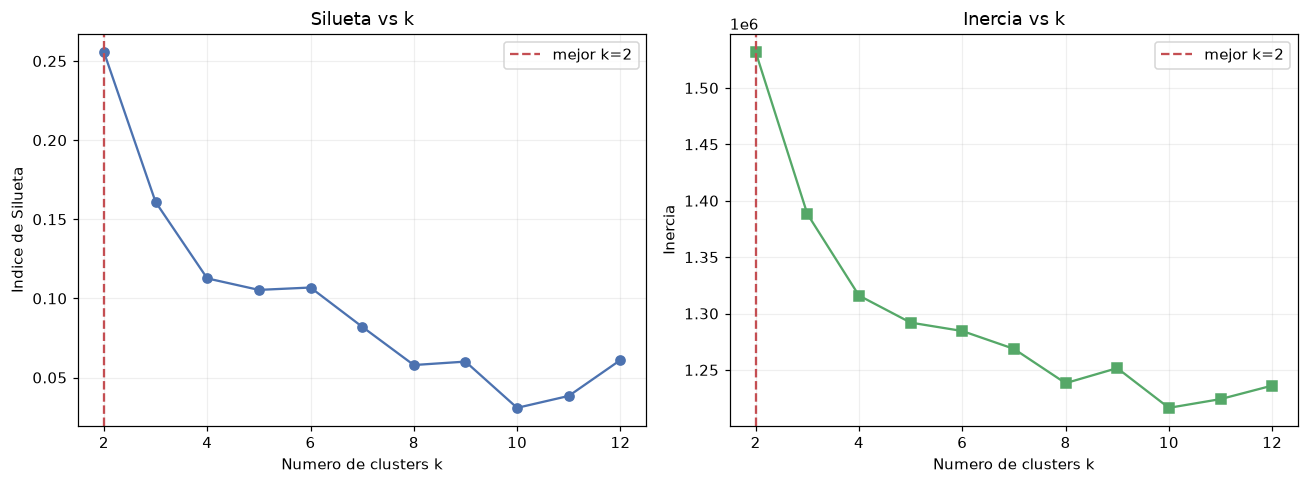 Silueta vs k
mejor k=2
0.25
0.20
0.15
0.10
0.05
Indice de Silueta
2 4 6 8 10 12
Numero de clusters k
Inercia vs k
1e6
mejor k=2
1.50
1.45
1.40
1.35
1.30
1.25
Inercia
2 4 6 8 10 12
Numero de clusters k